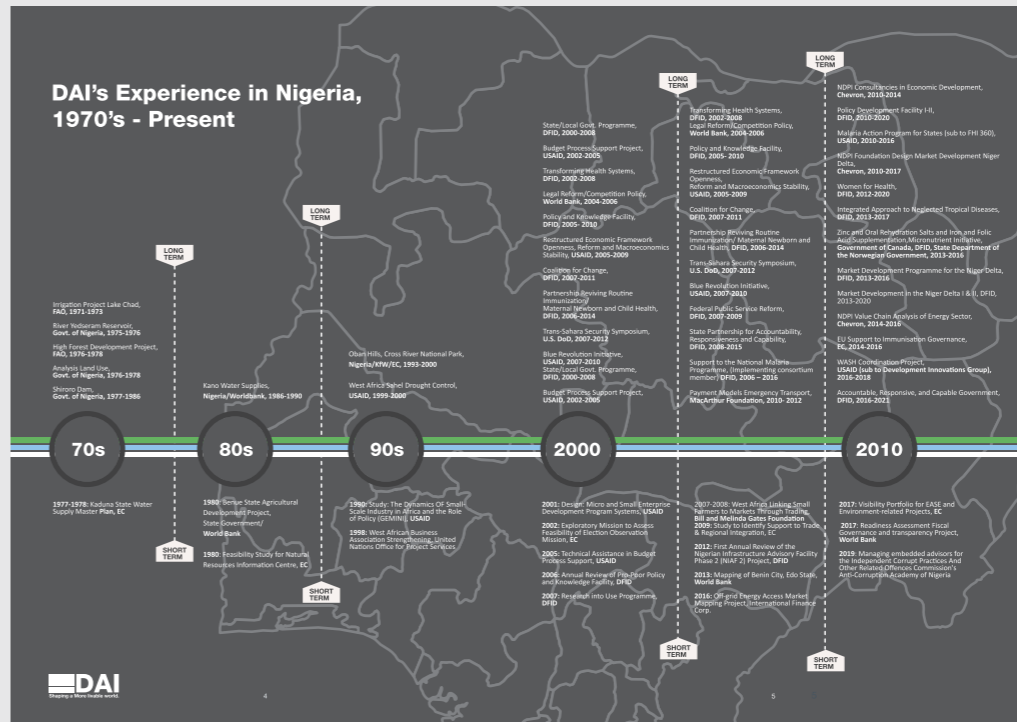 DAI's Experience in Nigeria,
1970's - Present
LONG
TERM
Irrigation Project Lake Chad,
FAO, 1971-1973
River Yedseram Reservoir,
Govt. of Nigeria, 1975-1976
High Forest Development Project,
FAO, 1976-1978
Analysis Land Use,
Govt. of Nigeria, 1976-1978
Shiroro Dam,
Govt. of Nigeria, 1977-1986
70s
1977-1978: Kaduna State Water
Supply Master Plan, EC
SHORT
TERM
Kano Water Supplies,
Nigeria/Worldbank, 1986-1990
80s
1980: Benue State Agricultural
Development Project,
State Government/
World Bank
1980: Feasibility Study for Natural
Resources Information Centre, EC
LONG
TERM
SHORT
TERM
Oban Hills, Cross River National Park,
Nigeria/KfW/EC, 1993-2000
West Africa Sahel Drought Control,
USAID, 1999-2000
90s
1990: Study: The Dynamics OF Small-
Scale Industry in Africa and the Role
of Policy (GEMINI), USAID
1998: West African Business
Association Strengthening, United
Nations Office for Project Services
State/Local Govt. Programme,
DFID, 2000-2008
Budget Process Support Project,
USAID, 2002-2005
Transforming Health Systems,
DFID, 2002-2008
Legal Reform/Competition Policy,
World Bank, 2004-2006
Policy and Knowledge Facility,
DFID, 2005- 2010
Restructured Economic Framework
Openness, Reform and Macroeconomics
Stability, USAID, 2005-2009
Coalition for Change,
DFID, 2007-2011
Partnership Reviving Routine
Immunization/
Maternal Newborn and Child Health,
DFID, 2006-2014
Trans-Sahara Security Symposium,
U.S. DoD, 2007-2012
Blue Revolution Initiative,
USAID, 2007-2010
State/Local Govt. Programme,
DFID, 2000-2008
Budget Process Support Project,
USAID, 2002-2005
2000
2001: Design: Micro and Small Enterprise
Development Program Systems, USAID
2002: Exploratory Mission to Assess
Feasibility of Election Observation
Mission, EC
2005: Technical Assistance in Budget
Process Support, USAID
2006: Annual Review of Pro-Poor Policy
and Knowledge Facility, DFID
2007: Research into Use Programme,
DFID
LONG
TERM
Transforming Health Systems,
DFID, 2002-2008
Legal Reform/Competition Policy,
World Bank, 2004-2006
Policy and Knowledge Facility,
DFID, 2005- 2010
Restructured Economic Framework
Openness,
Reform and Macroeconomics Stability,
USAID, 2005-2009
Coalition for Change,
DFID, 2007-2011
Partnership Reviving Routine
Immunization/ Maternal Newborn and
Child Health, DFID, 2006-2014
Trans-Sahara Security Symposium,
U.S. DoD, 2007-2012
Blue Revolution Initiative,
USAID, 2007-2010
Federal Public Service Reform,
DFID, 2007-2009
State Partnership for Accountability,
Responsiveness and Capability,
DFID, 2008-2015
Support to the National Malaria
Programme, (Implementing consortium
member) DFID, 2006 – 2016
Payment Models Emergency Transport,
MacArthur Foundation, 2010- 2012
2007-2008: West Africa Linking Small
Farmers to Markets Through Trading,
Bill and Melinda Gates Foundation
2009: Study to Identify Support to Trade
& Regional Integration, EC
2012: First Annual Review of the
Nigerian Infrastructure Advisory Facility
Phase 2 (NIAF 2) Project, DFID
2013: Mapping of Benin City, Edo State,
World Bank
2016: Off-grid Energy Access Market
Mapping Project, International Finance
Corp.
SHORT
TERM
LONG
TERM
NDPI Consultancies in Economic Development,
Chevron, 2010-2014
Policy Development Facility I-II,
DFID, 2010-2020
Malaria Action Program for States (sub to FHI 360),
USAID, 2010-2016
NDPI Foundation Design Market Development Niger
Delta,
Chevron, 2010-2017
Women for Health,
DFID, 2012-2020
Integrated Approach to Neglected Tropical Diseases,
DFID, 2013-2017
Zinc and Oral Rehydration Salts and Iron and Folic
Acid Supplementation,Micronutrient Initiative,
Government of Canada, DFID, State Department of
the Norwegian Government, 2013-2016
Market Development Programme for the Niger Delta,
DFID, 2013-2016
Market Development in the Niger Delta I & II, DFID,
2013-2020
NDPI Value Chain Analysis of Energy Sector,
Chevron, 2014-2016
EU Support to Immunisation Governance,
EC, 2014-2016
WASH Coordination Project,
USAID (sub to Development Innovations Group),
2016-2018
Accountable, Responsive, and Capable Government,
DFID, 2016-2021
2010
2017: Visibility Portfolio for EASE and
Environment-related Projects, EC
2017: Readiness Assessment Fiscal
Governance and transparency Project,
World Bank
2019: Managing embedded advisors for
the Independent Corrupt Practices And
Other Related Offences Commission's
Anti-Corruption Academy of Nigeria
SHORT
TERM
DAI
Shaping a More livable world.
4
5